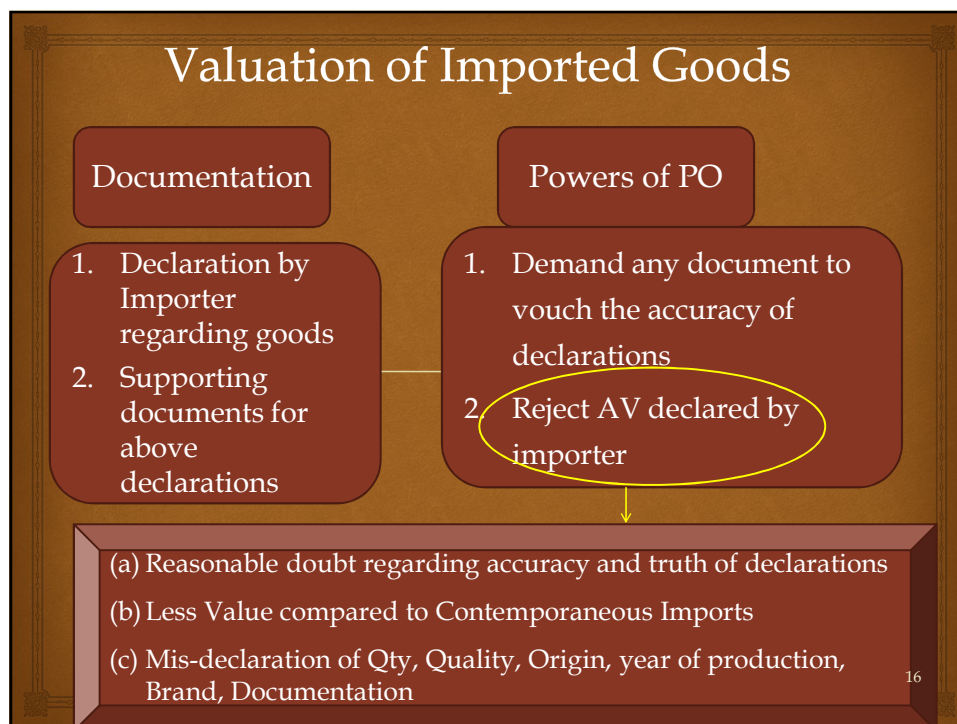 Valuation of Imported Goods
Documentation
1. Declaration by
Importer
regarding goods
2. Supporting
documents for
above
declarations
Powers of PO
1. Demand any document to
vouch the accuracy of
declarations
2. Reject AV declared by
importer
(a) Reasonable doubt regarding accuracy and truth of declarations
(b) Less Value compared to Contemporaneous Imports
(c) Mis-declaration of Qty, Quality, Origin, year of production,
Brand, Documentation
16